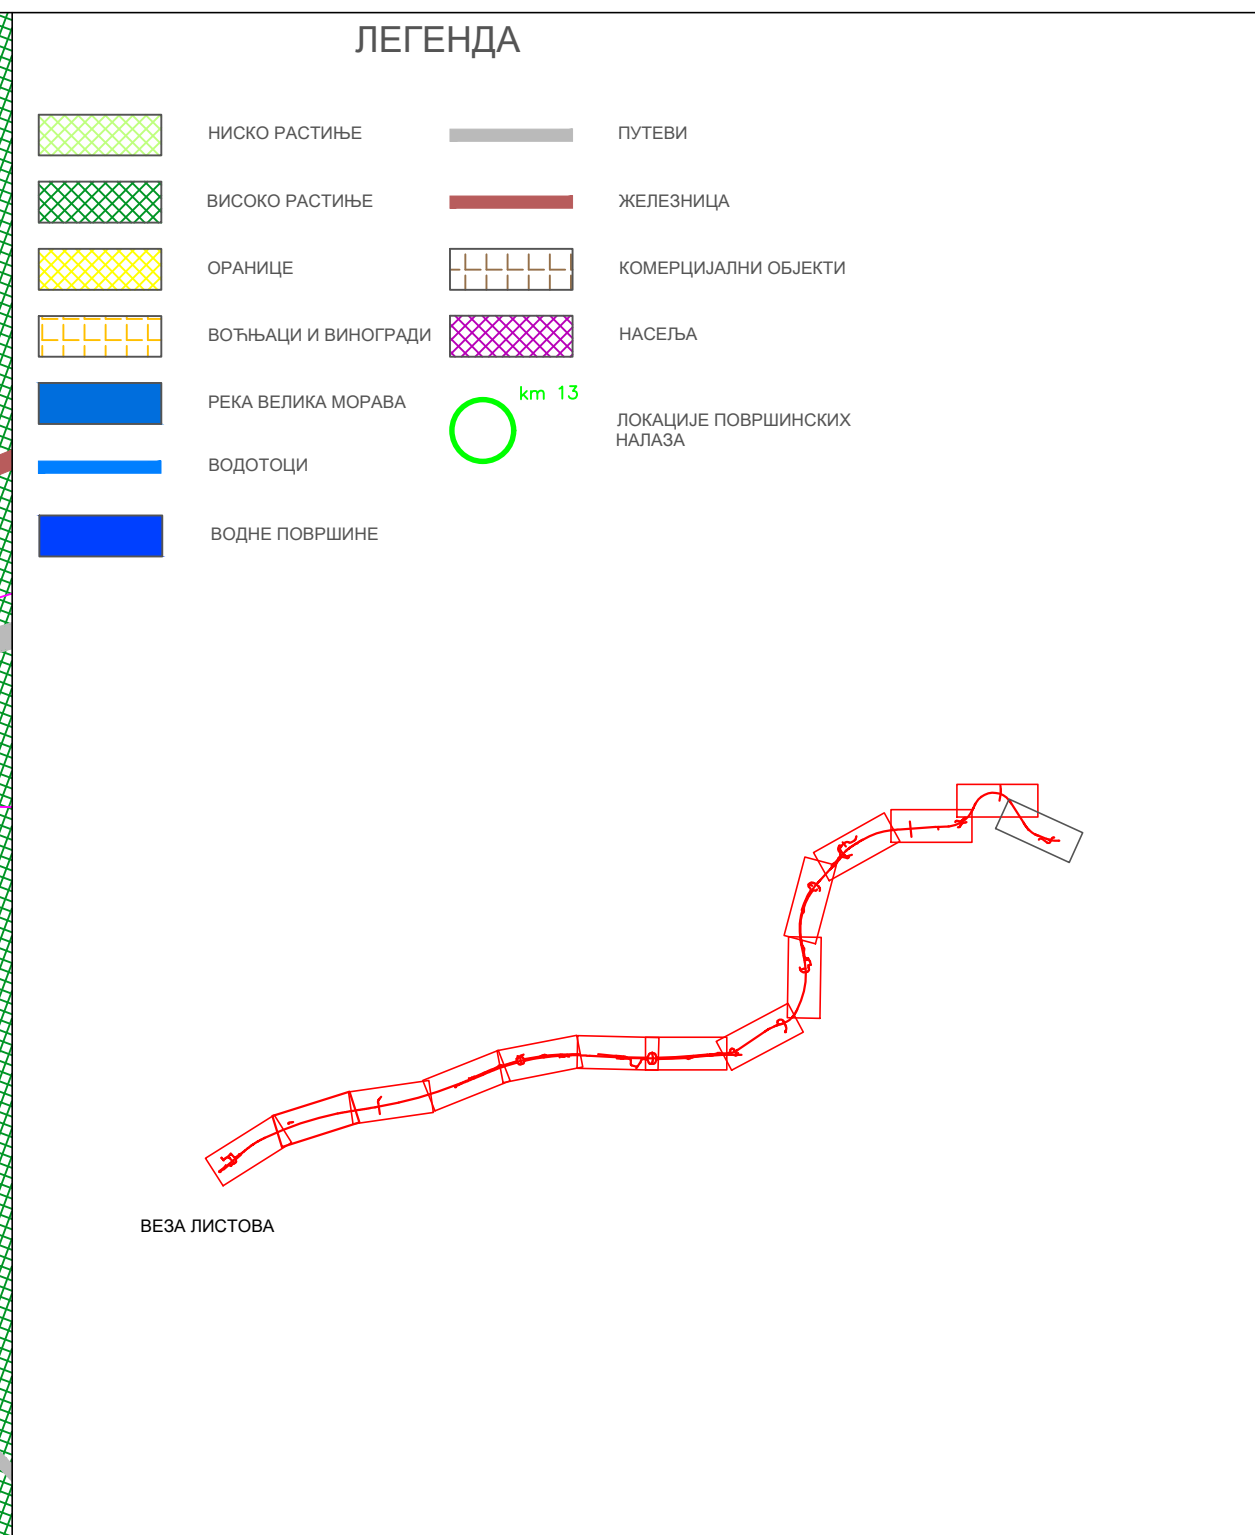 ЛЕГЕНДА
НИСКО РАСТИЊЕ
ВИСОКО РАСТИЊЕ
ОРАНИЦЕ
ВОЋЊАЦИ И ВИНОГРАДИ
РЕКА ВЕЛИКА МОРАВА
ВОДОТОЦИ
ВОДНЕ ПОВРШИНЕ
ПУТЕВИ
ЖЕЛЕЗНИЦА
КОМЕРЦИЈАЛНИ ОБЈЕКТИ
НАСЕЉА
km 13
ЛОКАЦИЈЕ ПОВРШИНСКИХ
НАЛАЗА
ВЕЗА ЛИСТОВА